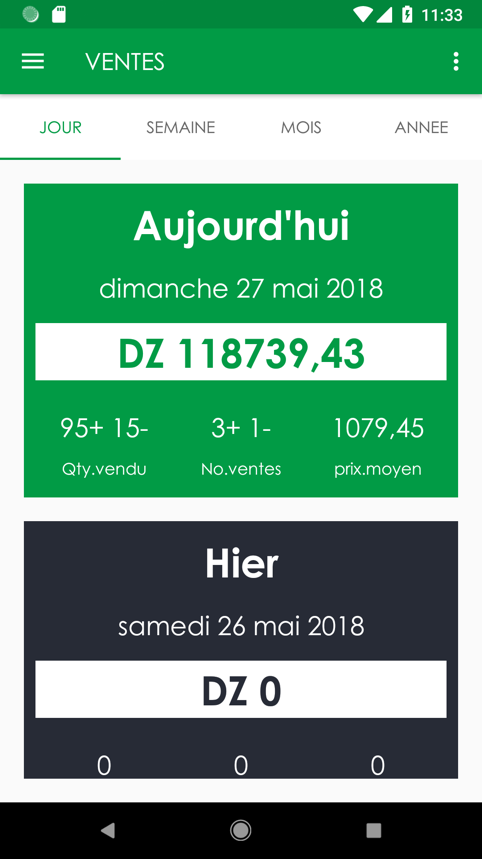 11:33
VENTES
JOUR SEMAINE MOIS ANNEE
Aujourd'hui
dimanche 27 mai 2018
DZ 118739,43
95+ 15- 3+ 1- 1079,45
Qty.vendu No.ventes prix.moyen
Hier
samedi 26 mai 2018
DZ 0
0 0 0